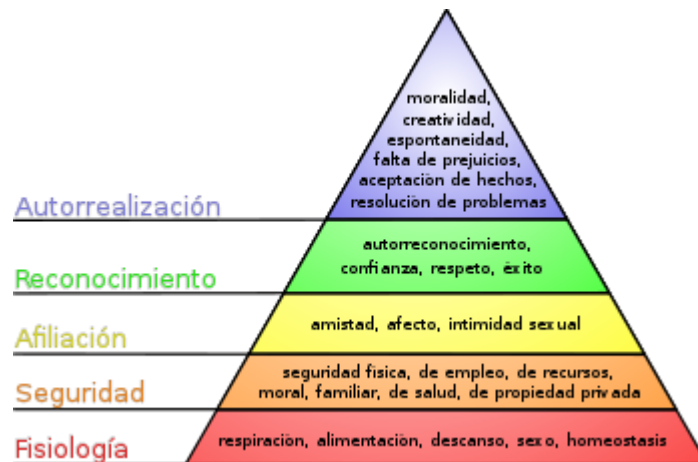 moralidad,
creatividad,
espontaneidad,
falta de prejuicios,
aceptación de hechos,
resolución de problemas
Autorrealización
autorreconocimiento,
confianza, respeto, éxito
Reconocimiento
amistad, afecto, intimidad sexual
Afiliación
seguridad física, de empleo, de recursos,
moral, familiar, de salud, de propiedad privada
Seguridad
respiración, alimentación, descanso, sexo, homeostasis
Fisiología